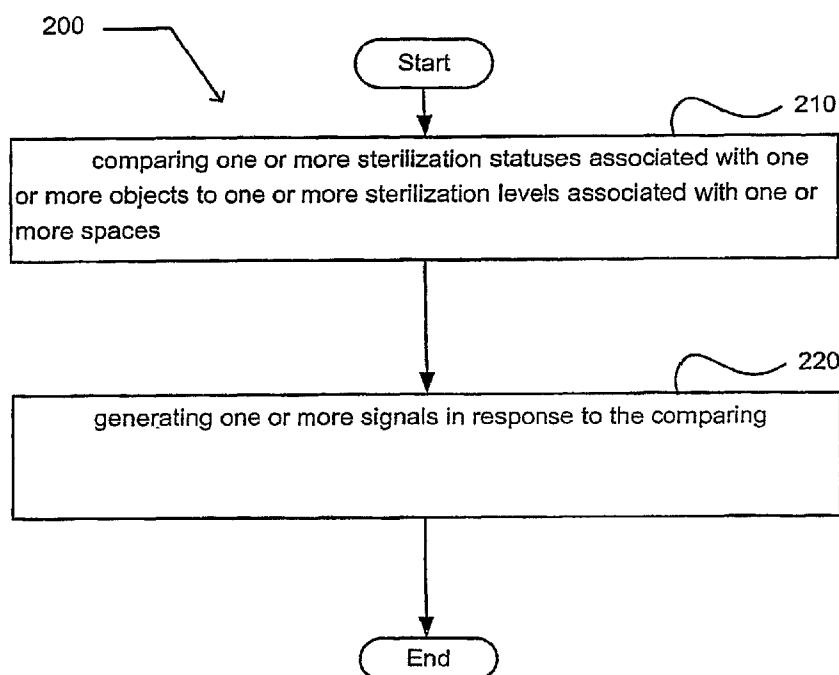 200
Start
210
comparing one or more sterilization statuses associated with one
or more objects to one or more sterilization levels associated with one or
more spaces
220
generating one or more signals in response to the comparing
End